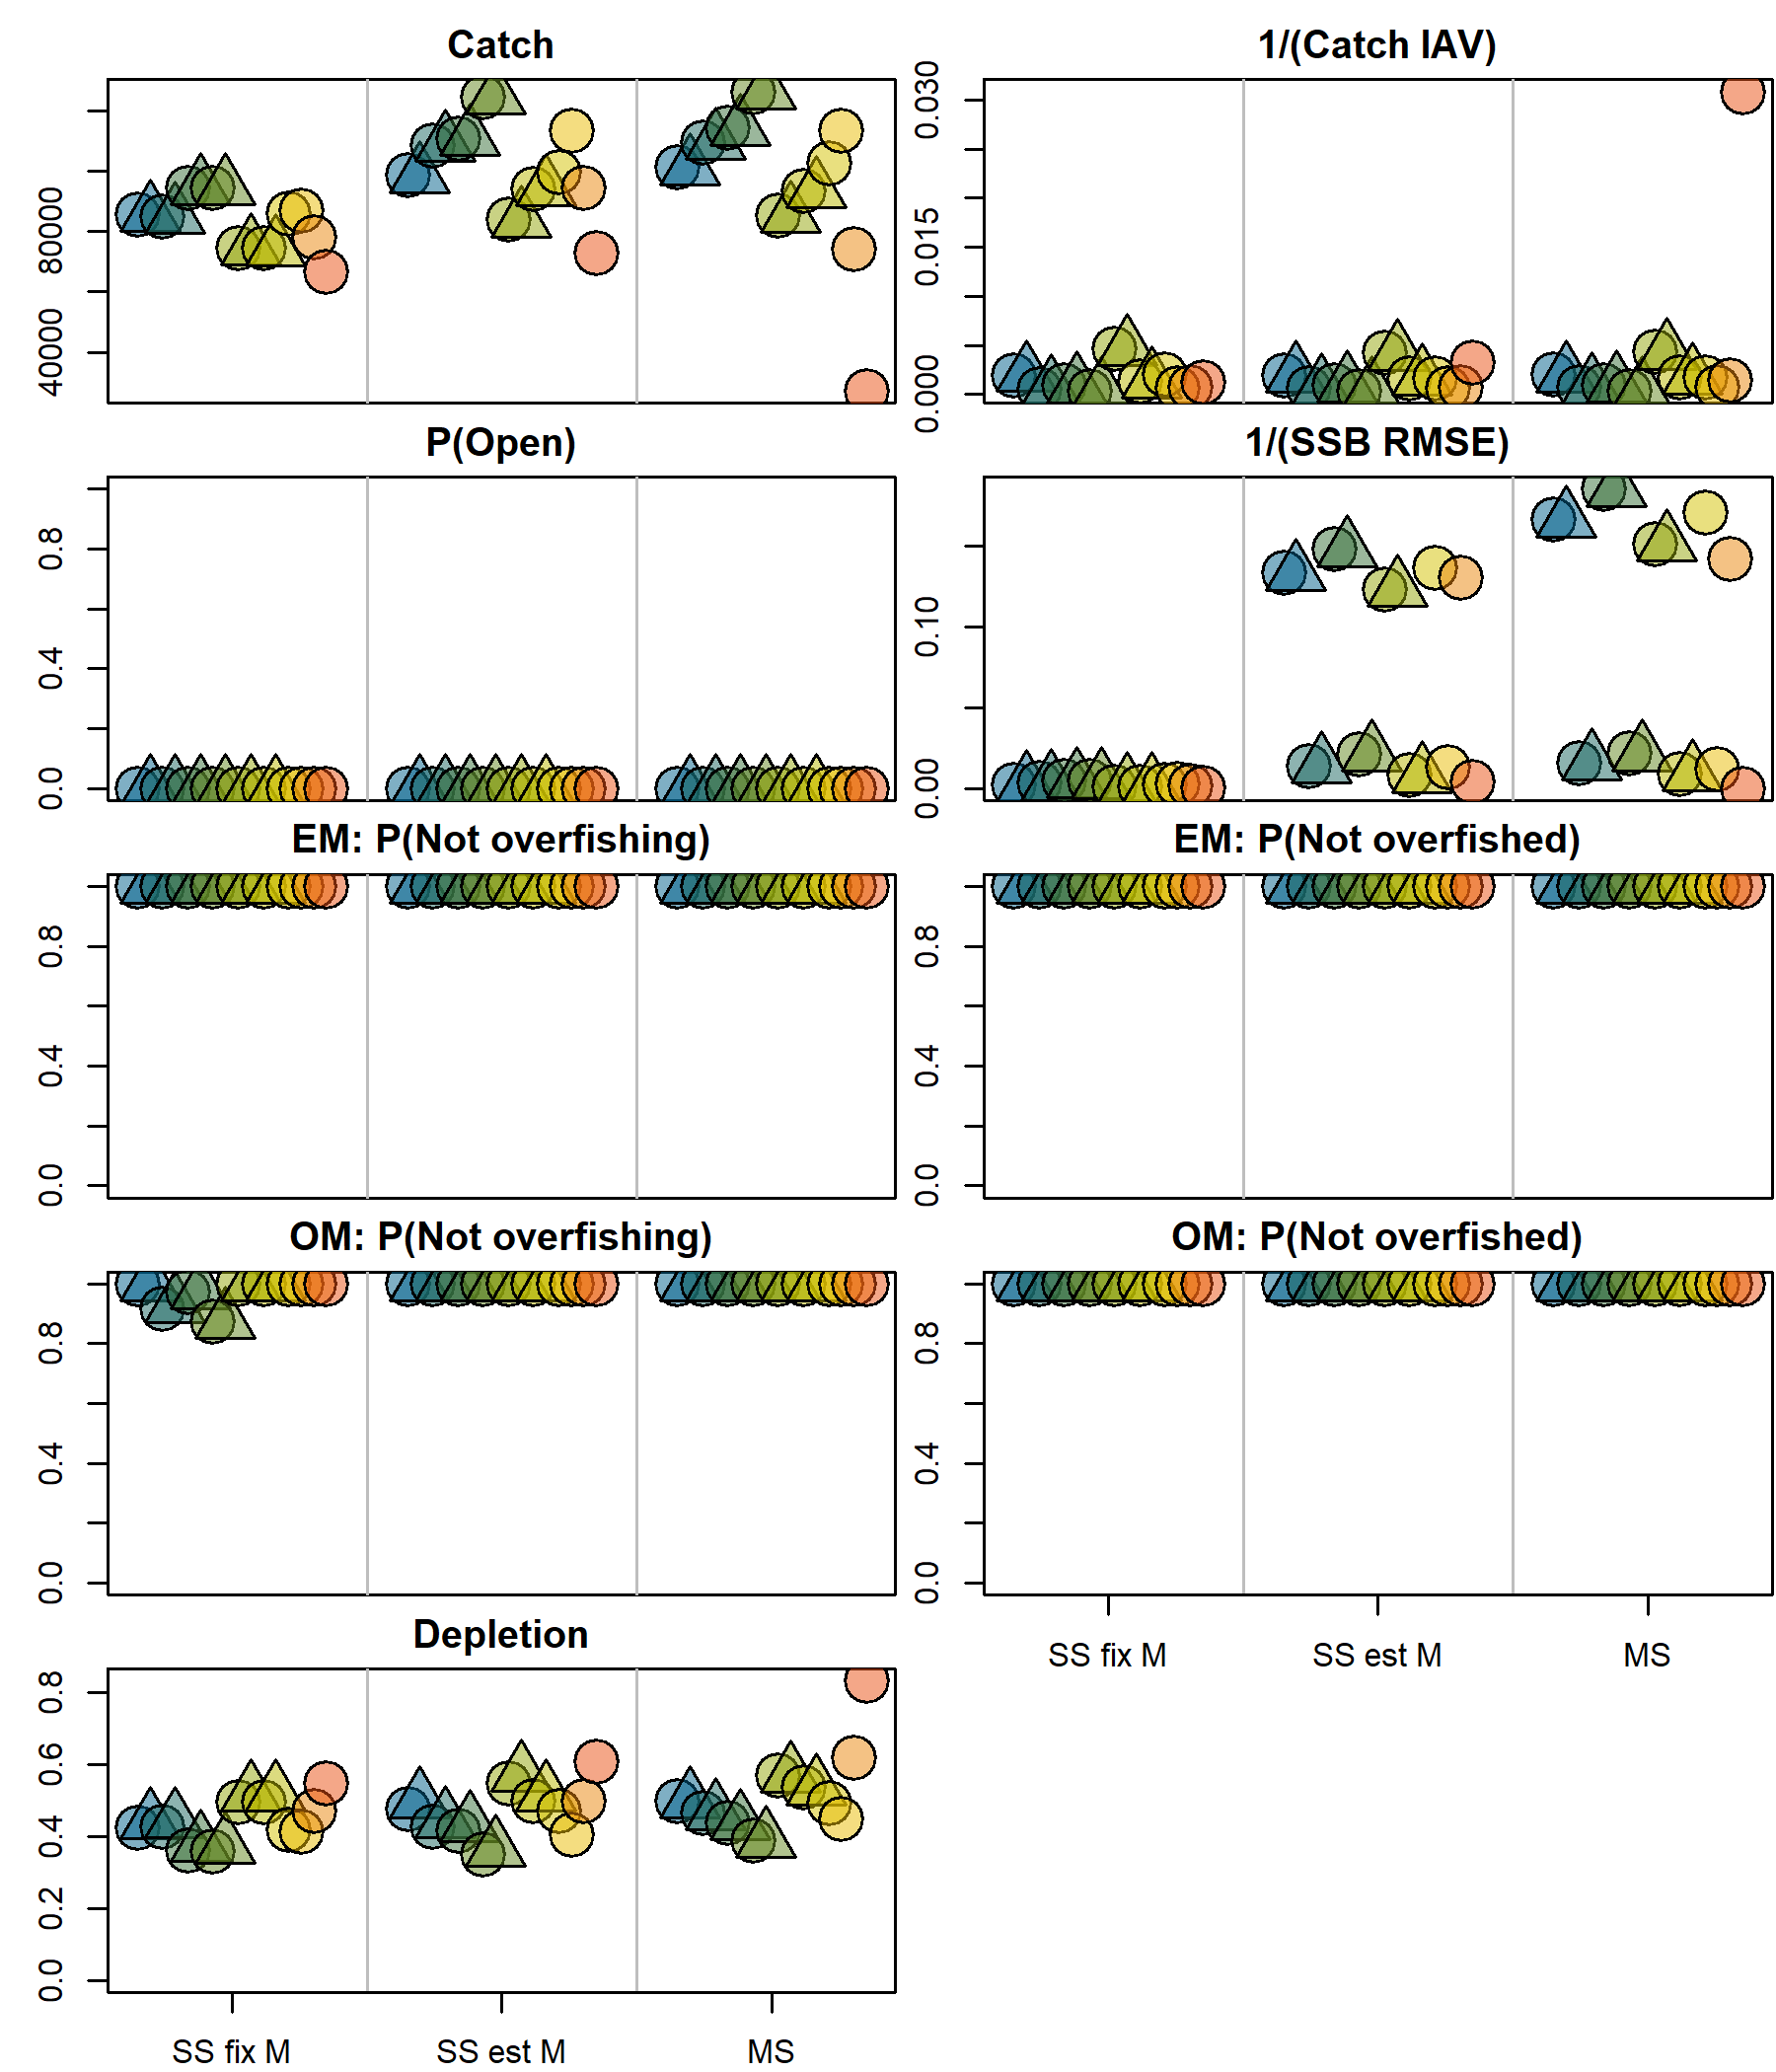 Catch
1/(Catch IAV)
40000 80000
0.000 0.015 0.030
P(Open)
1/(SSB RMSE)
0.0 0.4 0.8
0.00 0.10
EM: P(Not overfishing)
EM: P(Not overfished)
0.0 0.4 0.8
0.0 0.4 0.8
OM: P(Not overfishing)
OM: P(Not overfished)
0.0 0.4 0.8
0.0 0.4 0.8
SS fix M SS est M MS
Depletion
0.0 0.2 0.4 0.6 0.8
SS fix M SS est M MS